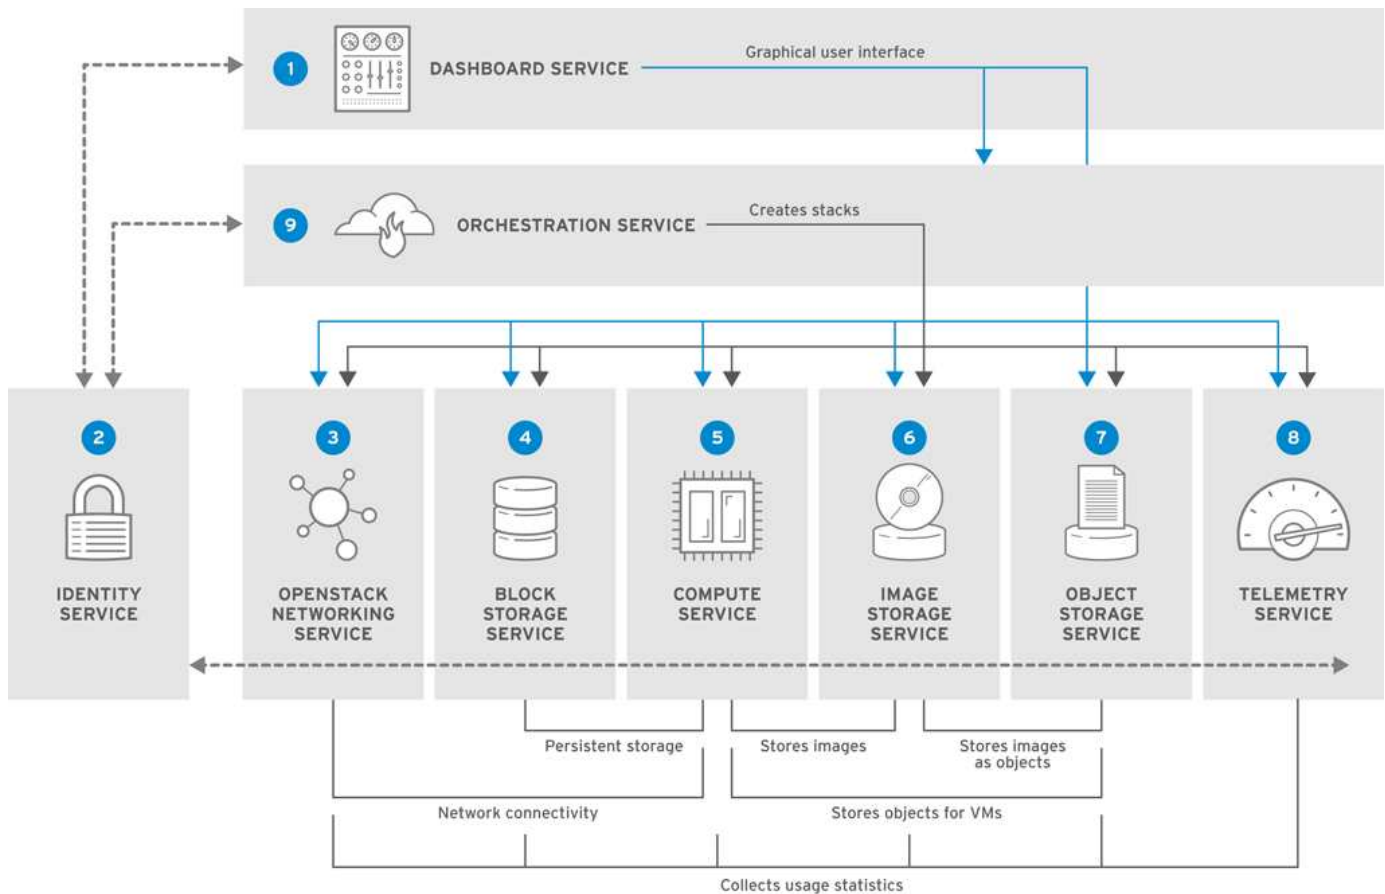 1
DASHBOARD SERVICE
Graphical user interface
9
ORCHESTRATION SERVICE
Creates stacks
2
IDENTITY
SERVICE
3
OPENSTACK
NETWORKING
SERVICE
4
BLOCK
STORAGE
SERVICE
5
COMPUTE
SERVICE
6
IMAGE
STORAGE
SERVICE
7
OBJECT
STORAGE
SERVICE
8
TELEMETRY
SERVICE
Persistent storage
Stores images
Stores images
as objects
Network connectivity
Stores objects for VMs
Collects usage statistics